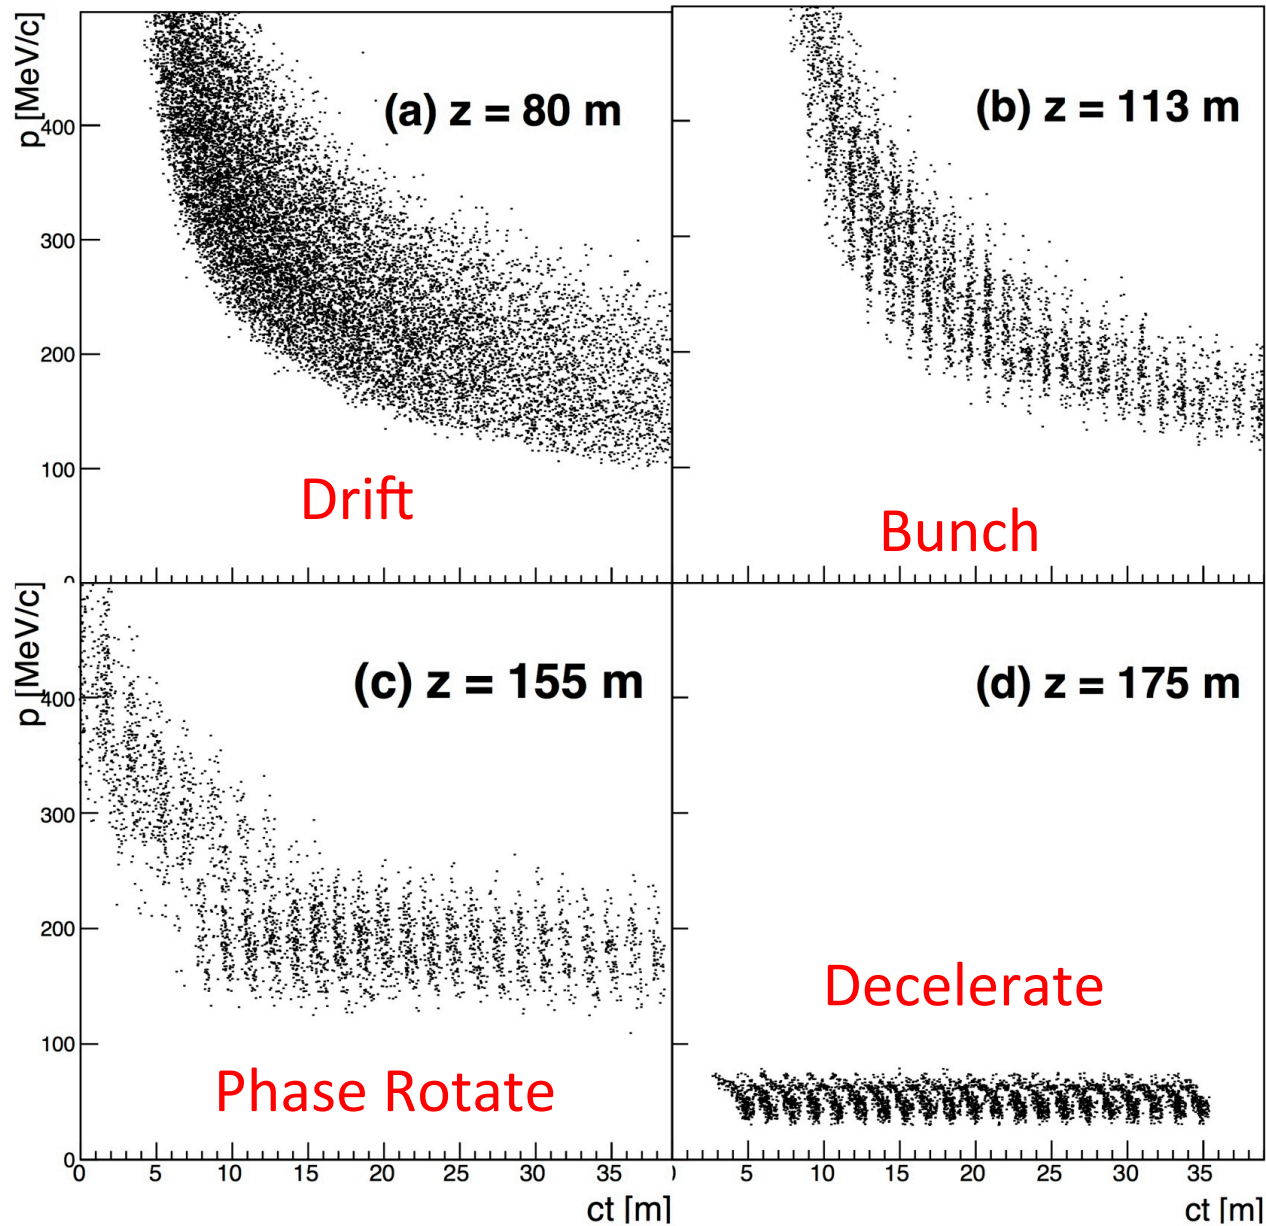 p [MeV/c]
400
300
200
100
0
(a) z = 80 m
Drift
(b) z = 113 m
Bunch
p [MeV/c]
400
300
200
100
0
(c) z = 155 m
Phase Rotate
0 5 10 15 20 25 30 35
ct [m]
(d) z = 175 m
Decelerate
5 10 15 20 25 30 35
ct [m]